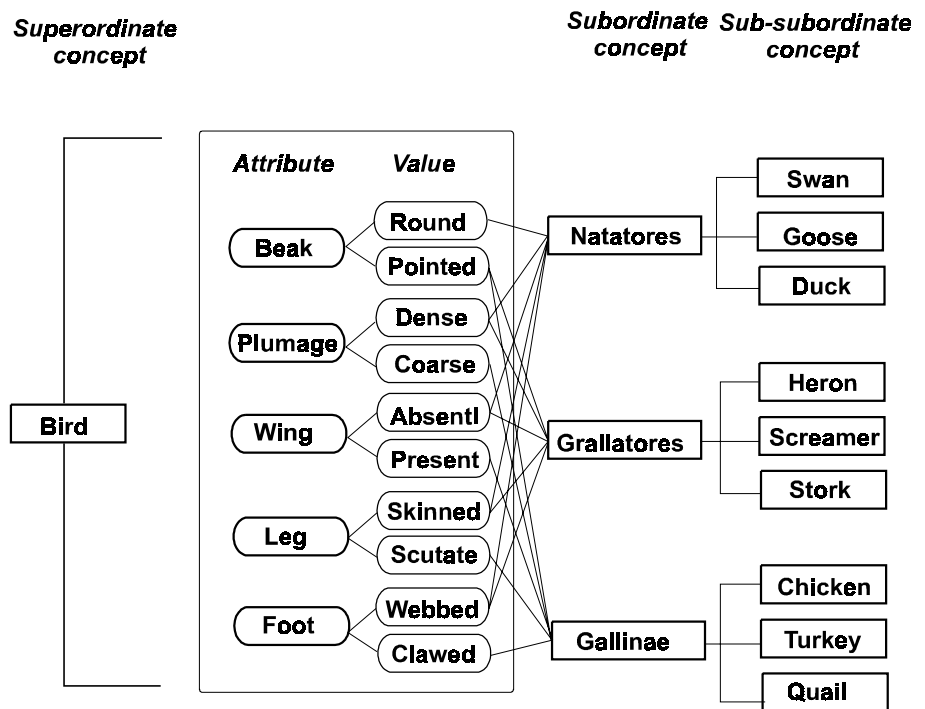 Superordinate
concept
Subordinate
concept
Sub-subordinate
concept
Attribute
Value
Bird
Beak
Round
Pointed
Plumage
Dense
Coarse
Wing
Absentl
Present
Leg
Skinned
Scutate
Foot
Webbed
Clawed
Natatores
Swan
Goose
Duck
Grallatores
Heron
Screamer
Stork
Gallinae
Chicken
Turkey
Quail